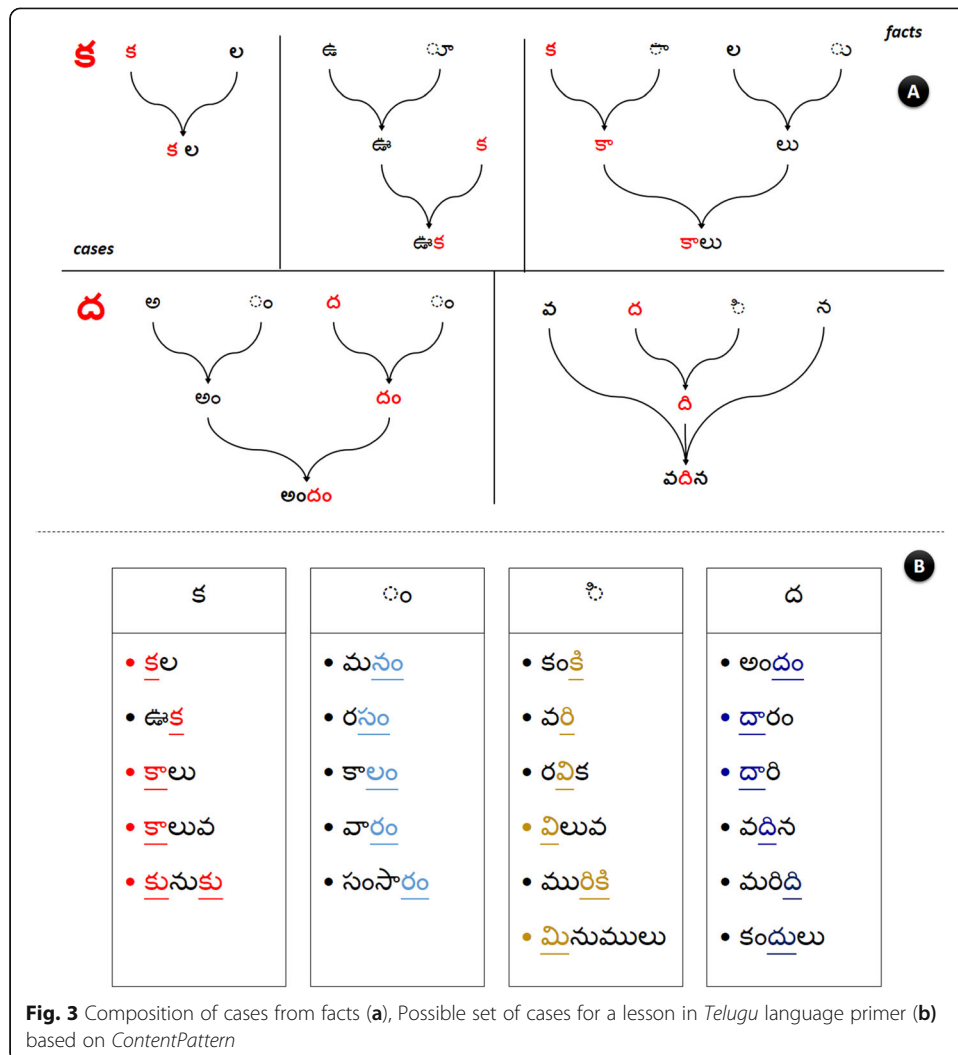 facts
క క ల ఉ ూ క ా ల ు
A
ఊ క కా లు
క ల
ఊక కాలు
cases
ద అ ం ద ం వ ద ి న
అం దం ది
అందం వదిన
B
క ం ి ద
• కల • మనం • కంకి • అందం
• ఊక • రసం • వరి • దారం
• కాలు • కాలం • రవిక • దారి
• కాలువ • వారం • విలువ • వదిన
• కునుకు • సంసారం • మురికి • మరిది
• మినుములు • కందులు
Fig. 3 Composition of cases from facts (a), Possible set of cases for a lesson in Telugu language primer (b)
based on ContentPattern